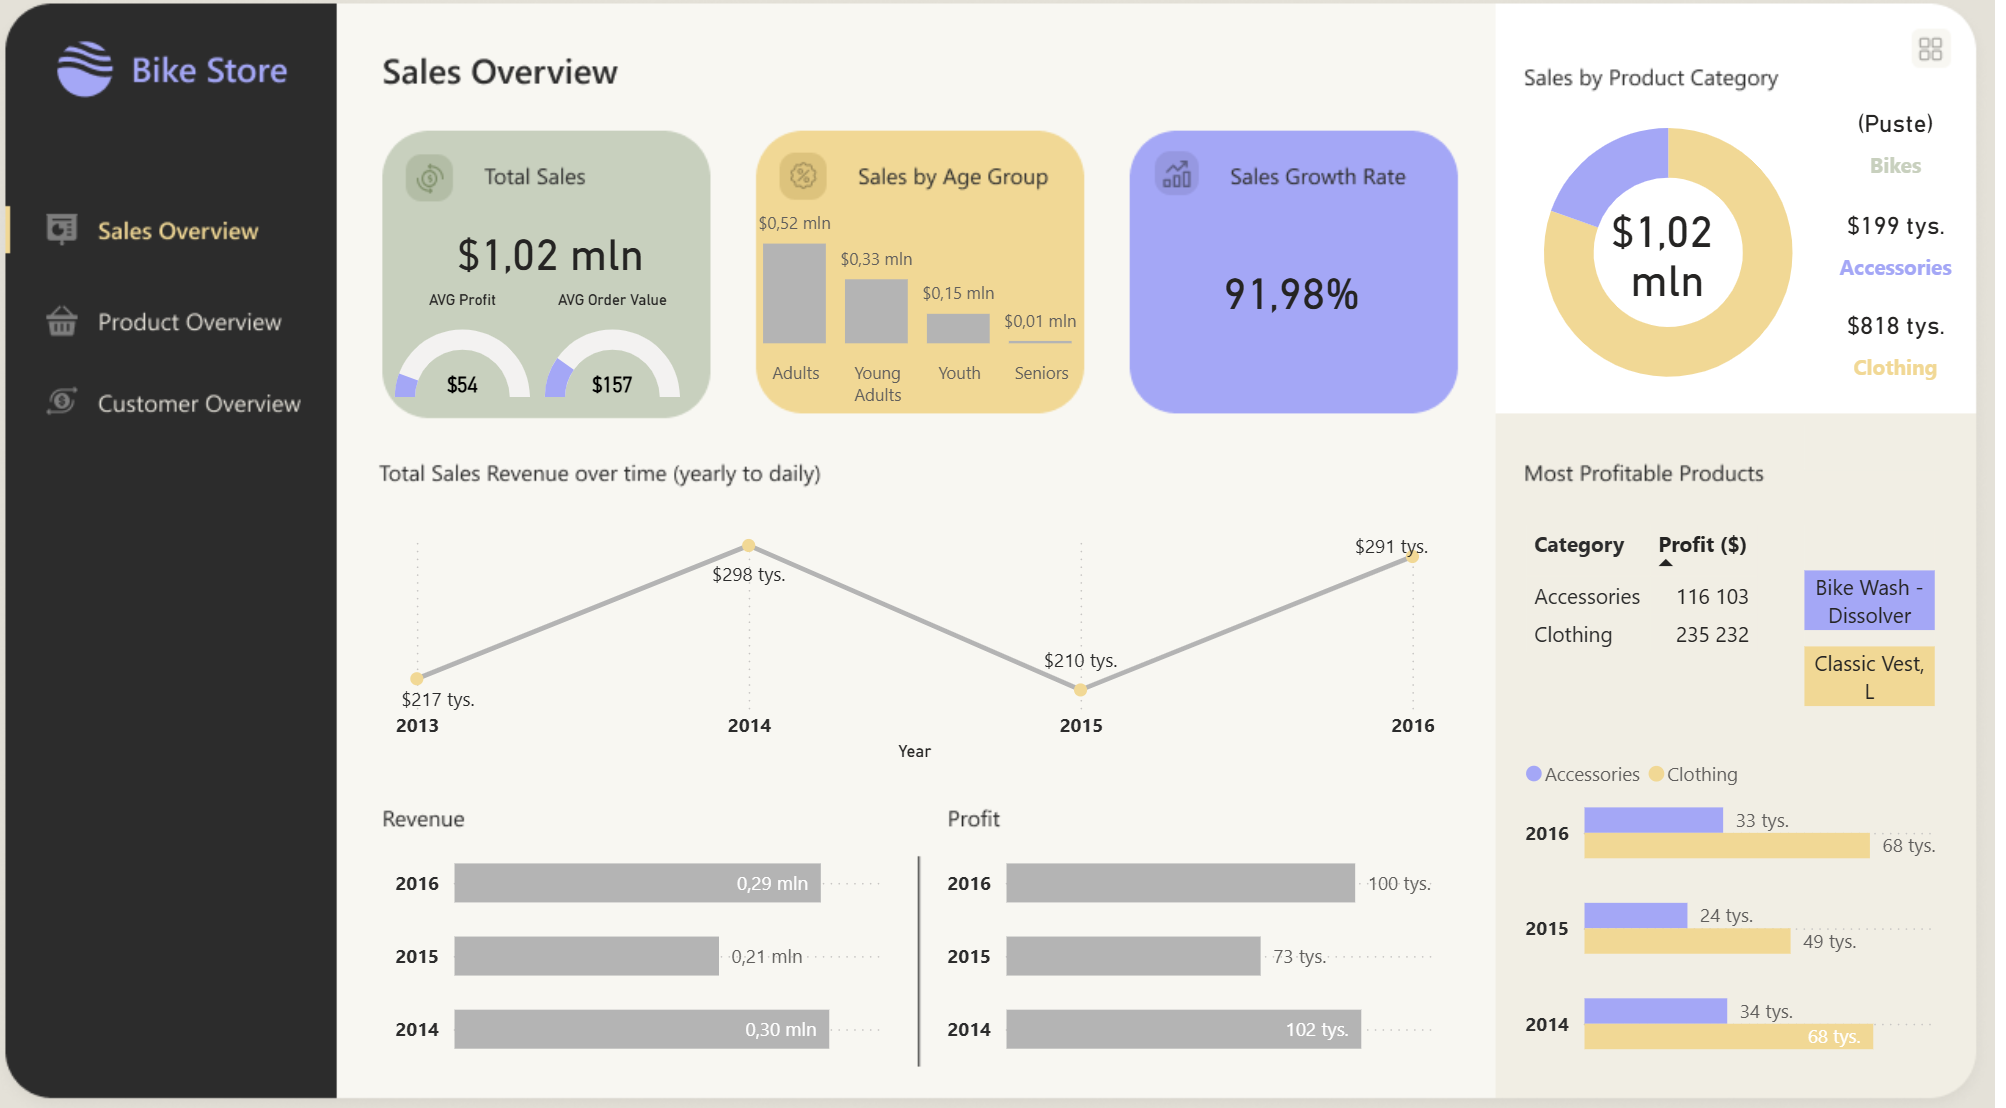 Bike Store
Sales Overview
Product Overview
Customer Overview
Sales Overview
Total Sales
$1,02 mln
AVG Profit
AVG Order Value
$54
$157
Sales by Age Group
$0,52 mln
$0,33 mln
$0,15 mln
$0,01 mln
Adults
Young
Adults
Youth
Seniors
Sales Growth Rate
91,98%
Sales by Product Category
$1,02
mln
(Puste)
Bikes
$199 tys.
Accessories
$818 tys.
Clothing
Total Sales Revenue over time (yearly to daily)
$217 tys.
$298 tys.
$210 tys.
$291 tys.
2013
2014
2015
2016
Year
Revenue
2016
0,29 mln
2015
0,21 mln
2014
0,30 mln
Profit
2016
100 tys.
2015
73 tys.
2014
102 tys.
Most Profitable Products
Category Profit ($)
Accessories 116 103
Clothing 235 232
Bike Wash -
Dissolver
Classic Vest,
L
Accessories Clothing
2016
33 tys.
68 tys.
2015
24 tys.
49 tys.
2014
34 tys.
68 tys.